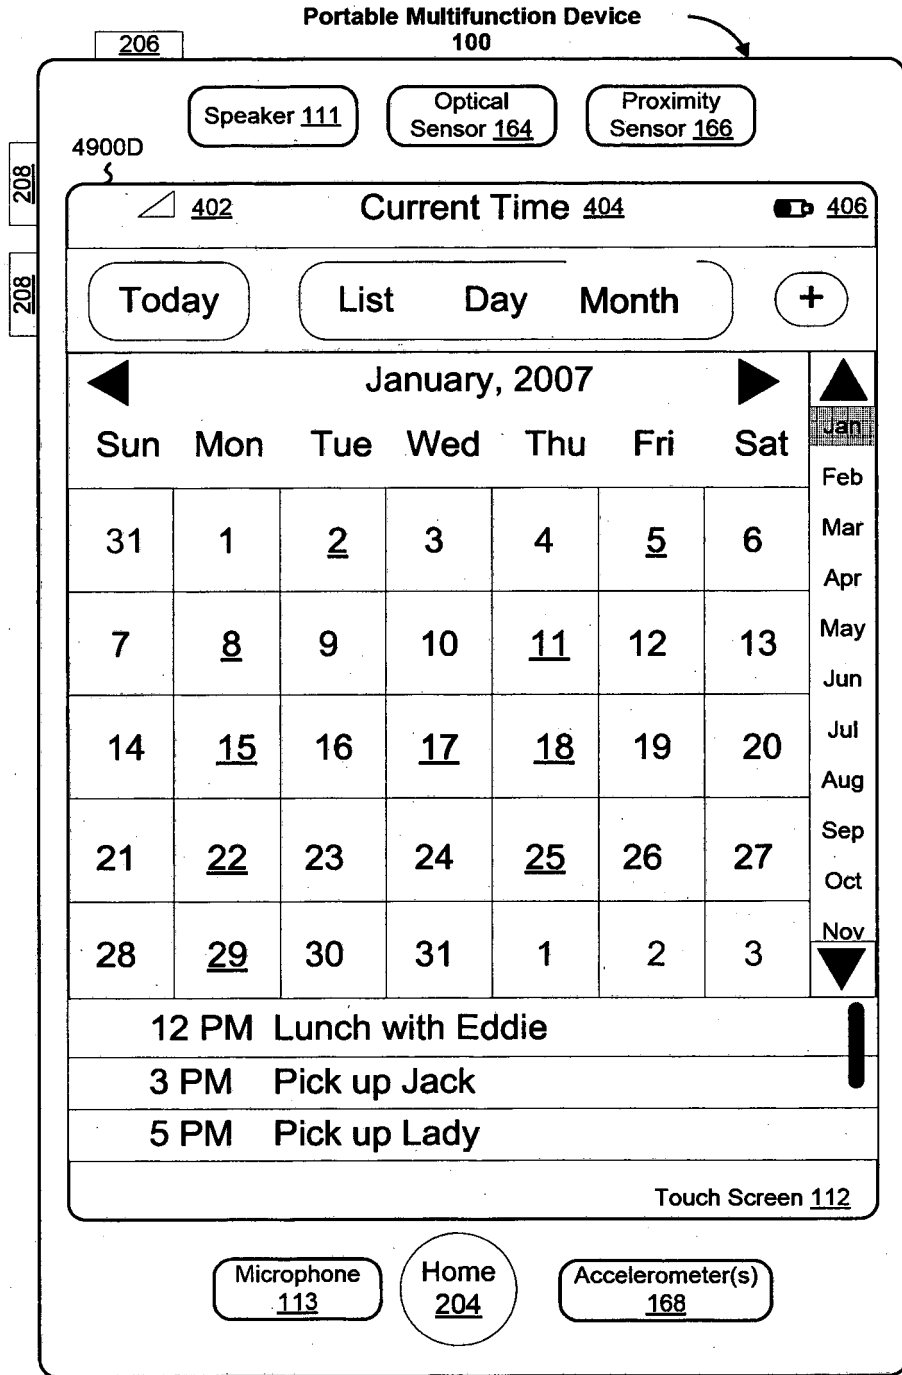 Portable Multifunction Device
100
206
Speaker 111
Optical
Sensor 164
Proximity
Sensor 166
4900D
208
208
402
Current Time 404
406
Today
List Day Month
+
January, 2007
Sun Mon Tue Wed Thu Fri Sat
31 1 2 3 4 5 6
7 8 9 10 11 12 13
14 15 16 17 18 19 20
21 22 23 24 25 26 27
28 29 30 31 1 2 3
Jan
Feb
Mar
Apr
May
Jun
Jul
Aug
Sep
Oct
Nov
12 PM Lunch with Eddie
3 PM Pick up Jack
5 PM Pick up Lady
Touch Screen 112
Microphone
113
Home
204
Accelerometer(s)
168